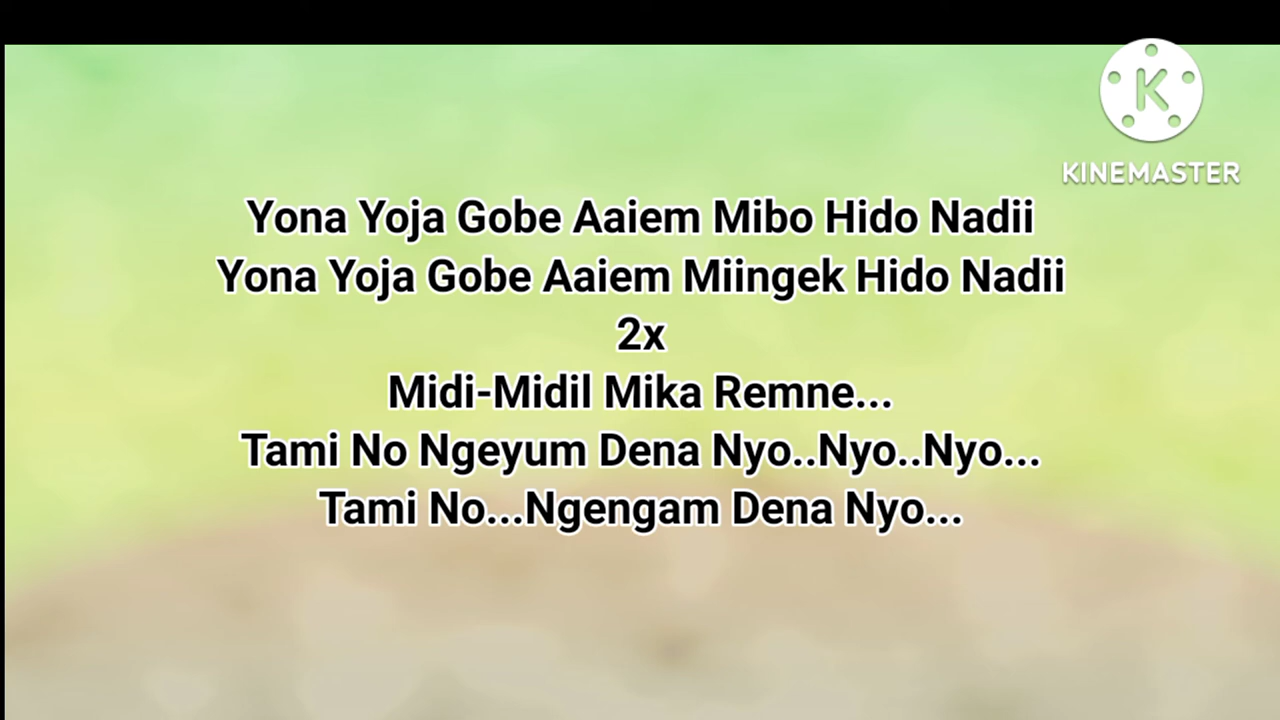 KINEMASTER
Yona Yoja Gobe Aaiem Mibo Hido Nadii
Yona Yoja Gobe Aaiem Miingek Hido Nadii
2x
Midi-Midil Mika Remne...
Tami No Ngeyum Dena Nyo..Nyo..Nyo...
Tami No...Ngengam Dena Nyo...